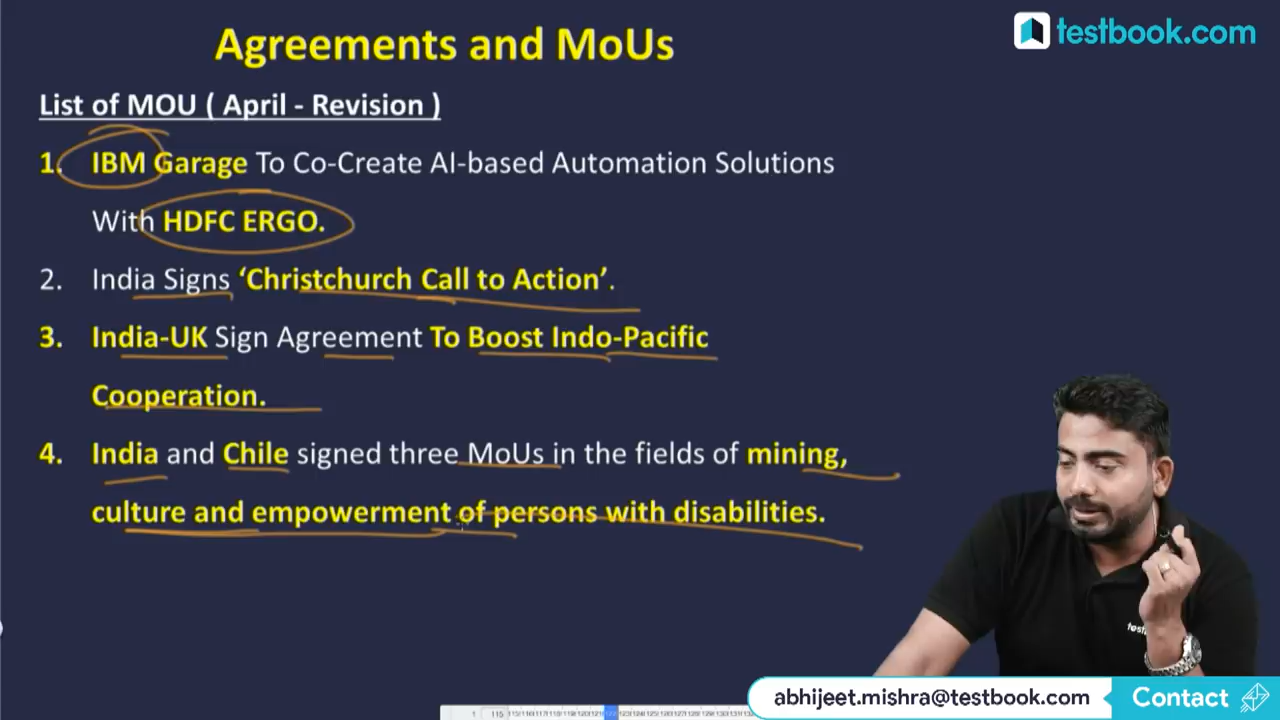 Agreements and MoUs
testbook.com
List of MOU ( April - Revision )
1. IBM Garage To Co-Create AI-based Automation Solutions
With HDFC ERGO.
2. India Signs ‘Christchurch Call to Action’.
3. India-UK Sign Agreement To Boost Indo-Pacific
Cooperation.
4. India and Chile signed three MoUs in the fields of mining,
culture and empowerment of persons with disabilities.
abhijeet.mishra@testbook.com Contact